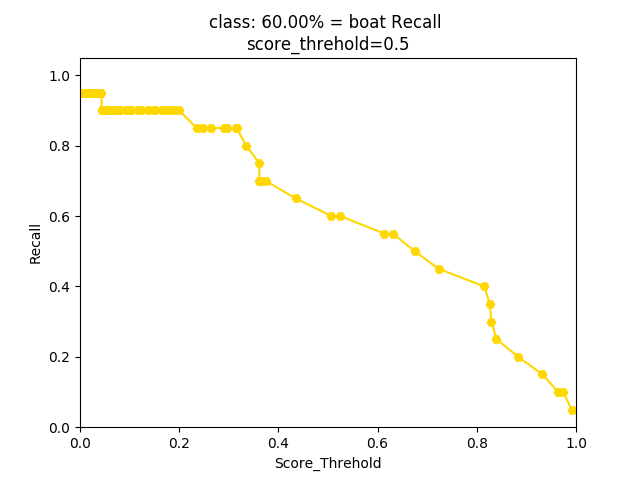 class: 60.00% = boat Recall
score_threhold=0.5
1.0
0.8
0.6
0.4
0.2
0.0
Recall
0.0 0.2 0.4 0.6 0.8 1.0
Score_Threhold